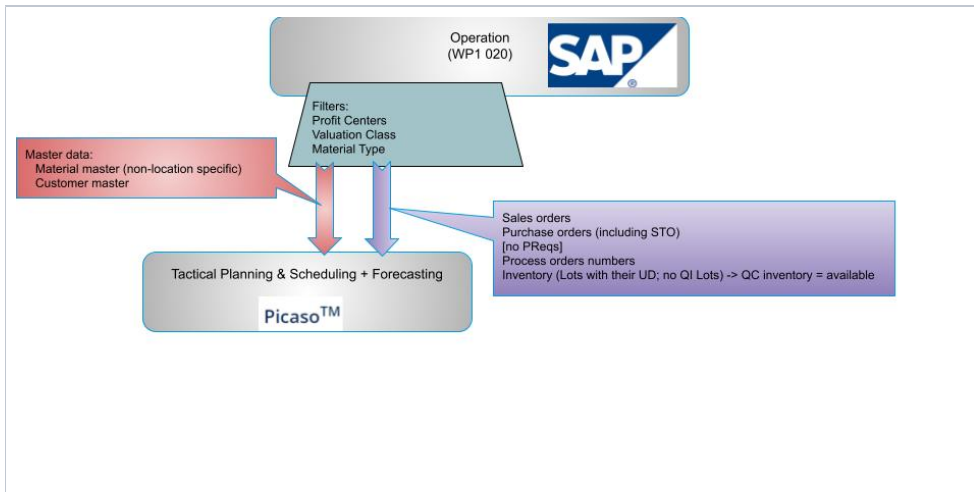 Operation
(WP1 020)
SAP
®
Filters:
Profit Centers
Valuation Class
Material Type
Master data:
Material master (non-location specific)
Customer master
Sales orders
Purchase orders (including STO)
[no PReqs]
Process orders numbers
Inventory (Lots with their UD; no QI Lots) -> QC inventory = available
Tactical Planning & Scheduling + Forecasting
Picaso™